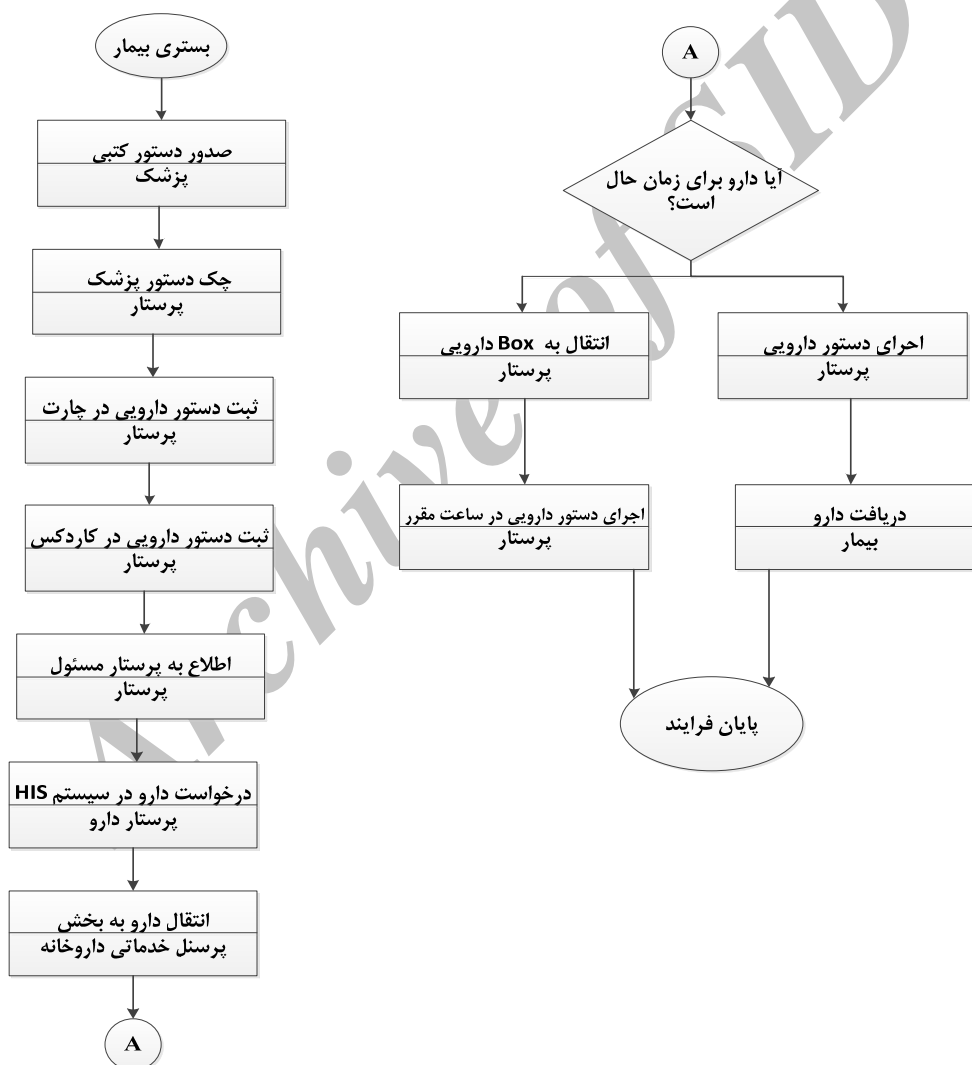 بستری بیمار
صدور دستور کتبی
پزشک
چک دستور پزشک
پرستار
ثبت دستور دارویی در چارت
پرستار
ثبت دستور دارویی در کاردکس
پرستار
اطلاع به پرستار مسئول
پرستار
درخواست دارو در سیستم HIS
پرستار دارو
انتقال دارو به بخش
پرسنل خدماتی داروخانه
A
A
آیا دارو برای زمان حال
است؟
انتقال به Box دارویی
پرستار
احرای دستور دارویی
پرستار
اجرای دستور دارویی در ساعت مقرر
پرستار
دریافت دارو
بیمار
پایان فرایند
Archive of SID